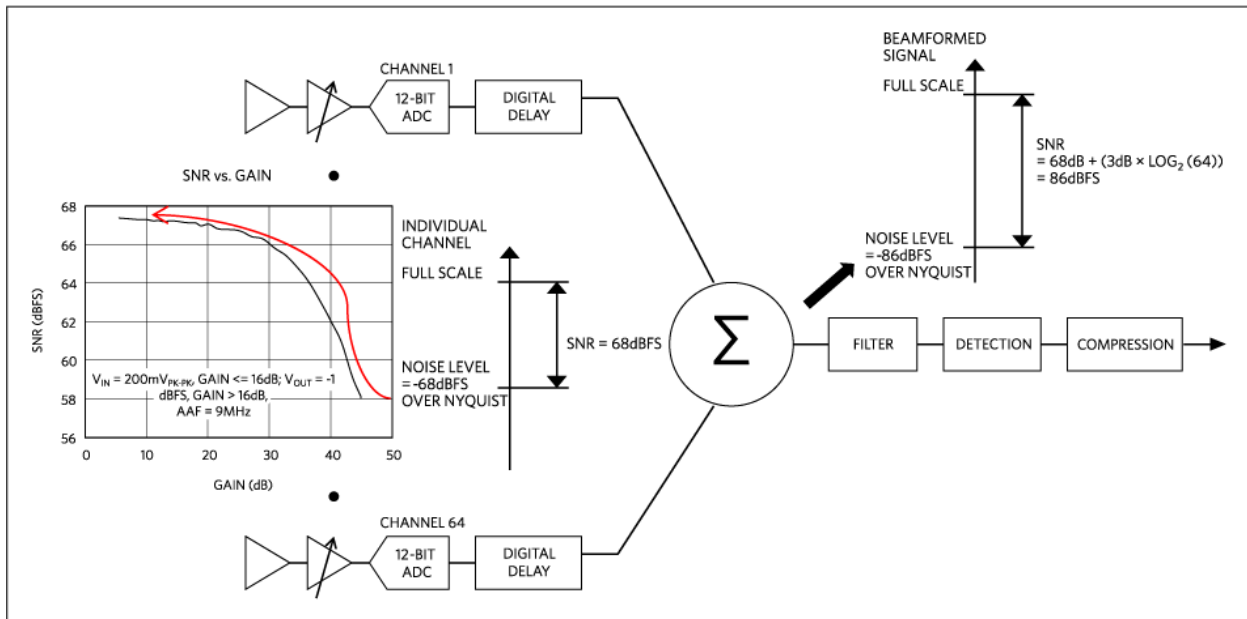 CHANNEL 1
12-BIT
ADC
DIGITAL
DELAY
BEAMFORMED
SIGNAL
FULL SCALE
SNR
= 68dB + (3dB × LOG₂ (64))
= 86dBFS
NOISE LEVEL
=-86dBFS
OVER NYQUIST
SNR vs. GAIN
68
66
64
62
60
58
56
SNR (dBFS)
V_IN = 200mV_PK-PK, GAIN <= 16dB; V_OUT = -1
dBFS, GAIN > 16dB,
AAF = 9MHz
0 10 20 30 40 50
GAIN (dB)
INDIVIDUAL
CHANNEL
FULL SCALE
SNR = 68dBFS
NOISE LEVEL
=-68dBFS
OVER NYQUIST
Σ
FILTER
DETECTION
COMPRESSION
CHANNEL 64
12-BIT
ADC
DIGITAL
DELAY